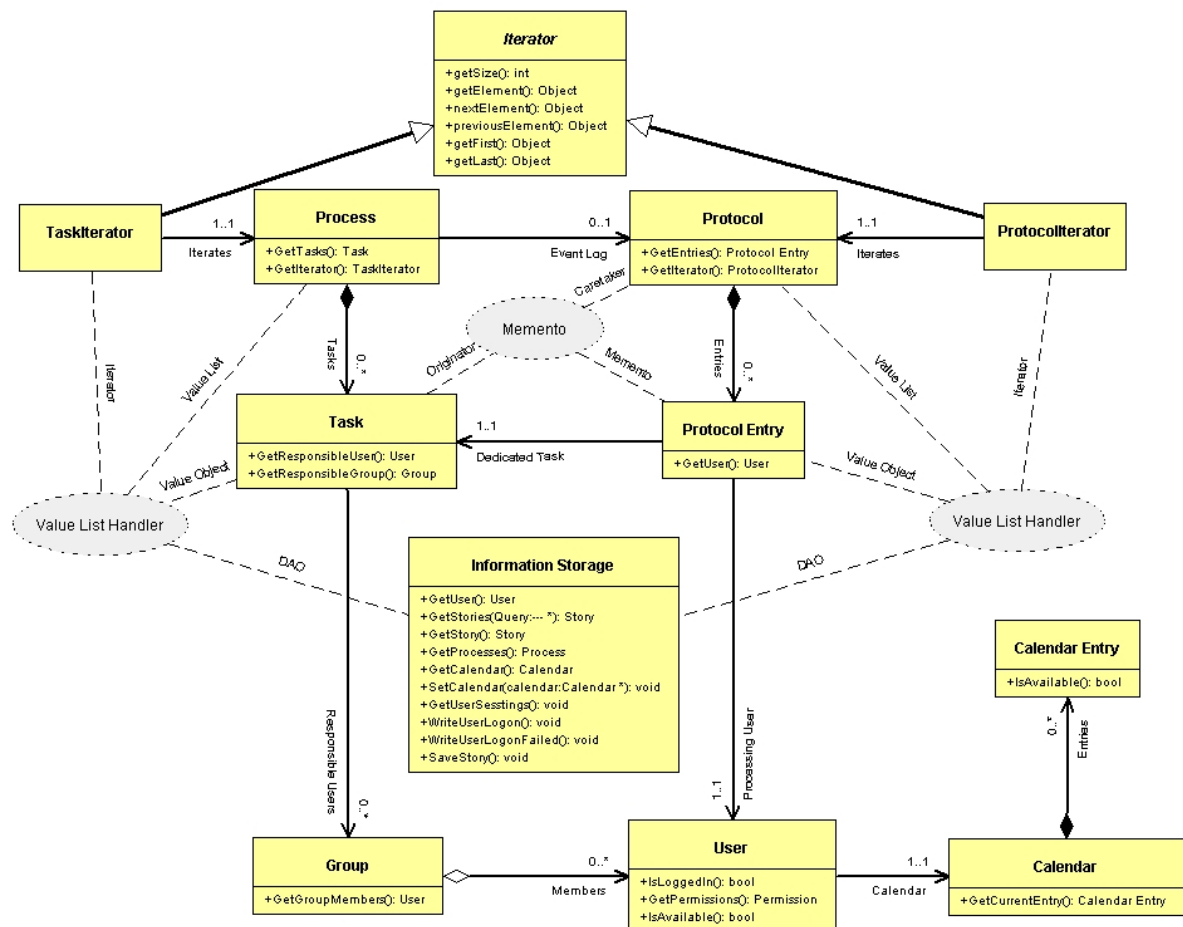 Iterator
+getSize(): int
+getElement(): Object
+nextElement(): Object
+previousElement(): Object
+getFirst(): Object
+getLast(): Object
TaskIterator
1..1
Iterates
Process
+GetTasks(): Task
+GetIterator(): TaskIterator
0..1
Event Log
Protocol
+GetEntries(): Protocol Entry
+GetIterator(): ProtocolIterator
1..1
Iterates
ProtocolIterator
Caretaker
Memento
Originator
Memento
Tasks
0..*
Entries
0..*
Iterator
Value List
Value List
Iterator
Task
+GetResponsibleUser(): User
+GetResponsibleGroup(): Group
1..1
Dedicated Task
Protocol Entry
+GetUser(): User
Value Object
Value Object
Value List Handler
Value List Handler
DAO
DAO
Information Storage
+GetUser(): User
+GetStories(Query:--- *): Story
+GetStory(): Story
+GetProcesses(): Process
+GetCalendar(): Calendar
+SetCalendar(calendar:Calendar *): void
+GetUserSesstings(): void
+WriteUserLogon(): void
+WriteUserLogonFailed(): void
+SaveStory(): void
Calendar Entry
+IsAvailable(): bool
0..*
Entries
Responsible Users
0..*
Processing User
1..1
Group
+GetGroupMembers(): User
0..*
Members
User
+IsLoggedIn(): bool
+GetPermissions(): Permission
+IsAvailable(): bool
1..1
Calendar
Calendar
+GetCurrentEntry(): Calendar Entry